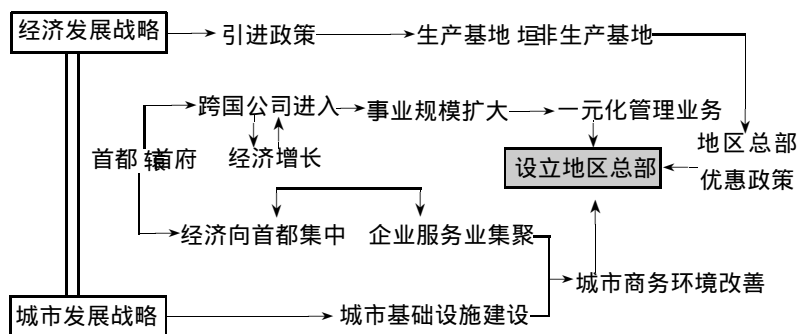 经济发展战略 引进政策 生产基地 垣非生产基地
跨国公司进入 事业规模扩大 一元化管理业务
地区总部
优惠政策
首都 辕首府 经济增长 设立地区总部
经济向首都集中 企业服务业集聚
城市商务环境改善
城市发展战略 城市基础设施建设